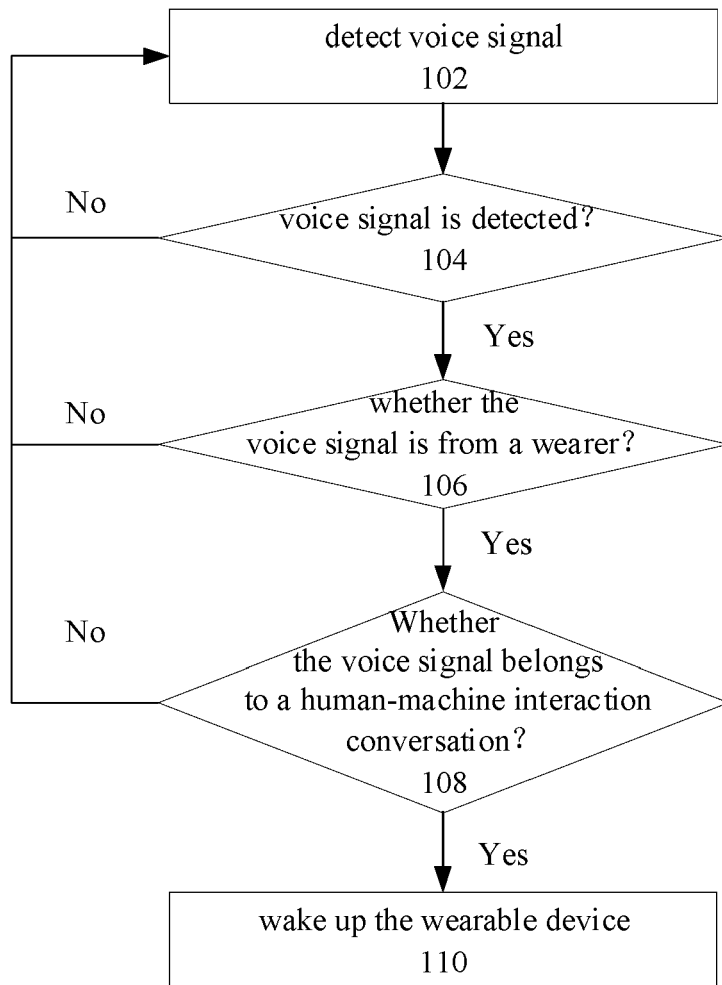 detect voice signal
102
No
voice signal is detected?
104
Yes
No
whether the
voice signal is from a wearer?
106
Yes
No
Whether
the voice signal belongs
to a human-machine interaction
conversation?
108
Yes
wake up the wearable device
110